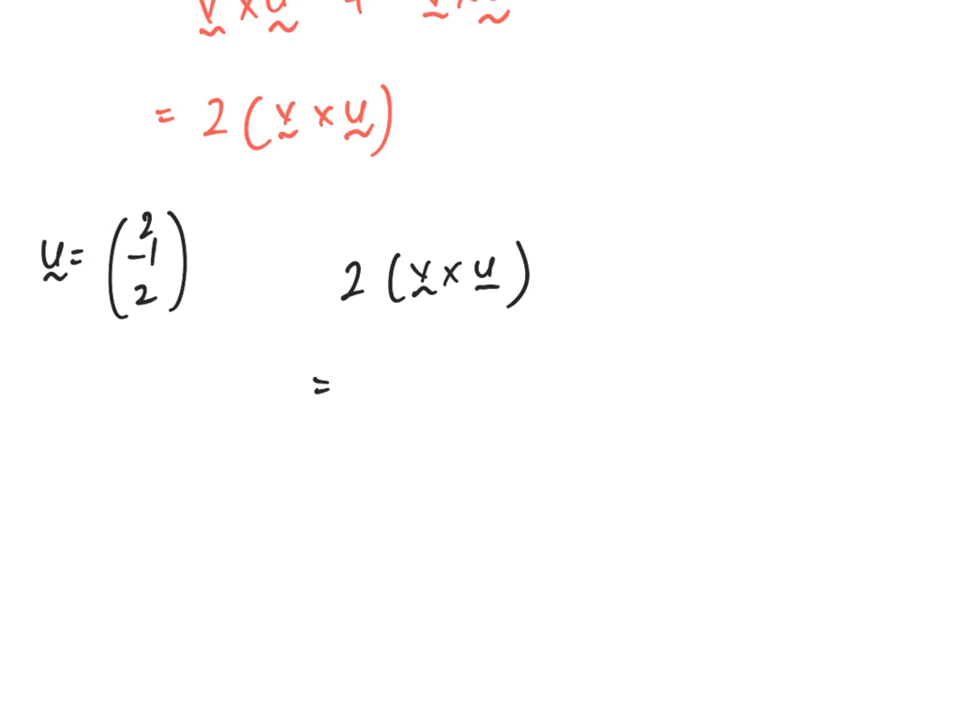 v × u + v × u
= 2 ( v × u )
u = ( 2 -1 2 )
2 ( v × u )
=